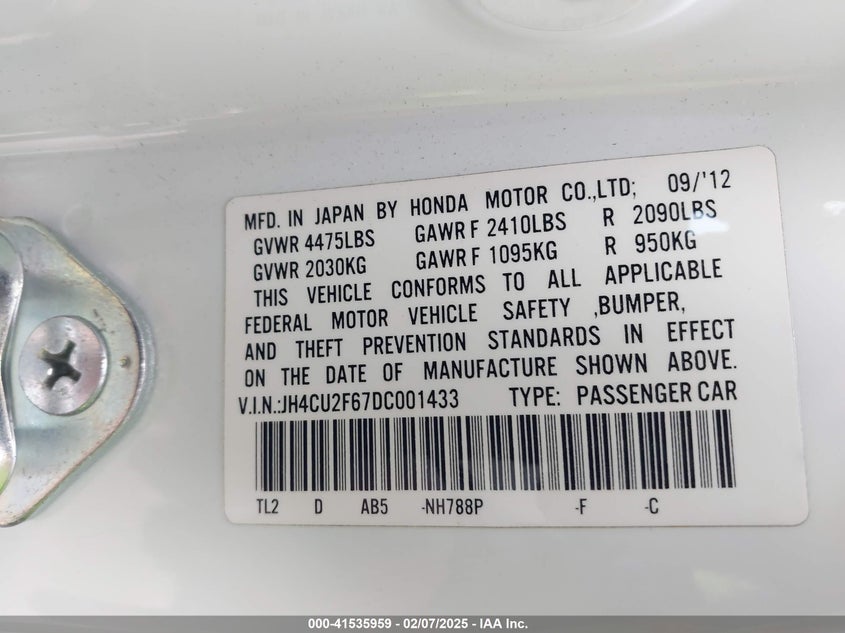 MFD. IN JAPAN BY HONDA MOTOR CO.,LTD; 09/'12
GVWR 4475LBS GAWR F 2410LBS R 2090LBS
GVWR 2030KG GAWR F 1095KG R 950KG
THIS VEHICLE CONFORMS TO ALL APPLICABLE
FEDERAL MOTOR VEHICLE SAFETY ,BUMPER,
AND THEFT PREVENTION STANDARDS IN EFFECT
ON THE DATE OF MANUFACTURE SHOWN ABOVE.
V.I.N.:JH4CU2F67DC001433 TYPE: PASSENGER CAR
TL2 D AB5 -NH788P -F -C
000-41535959 - 02/07/2025 - IAA Inc.